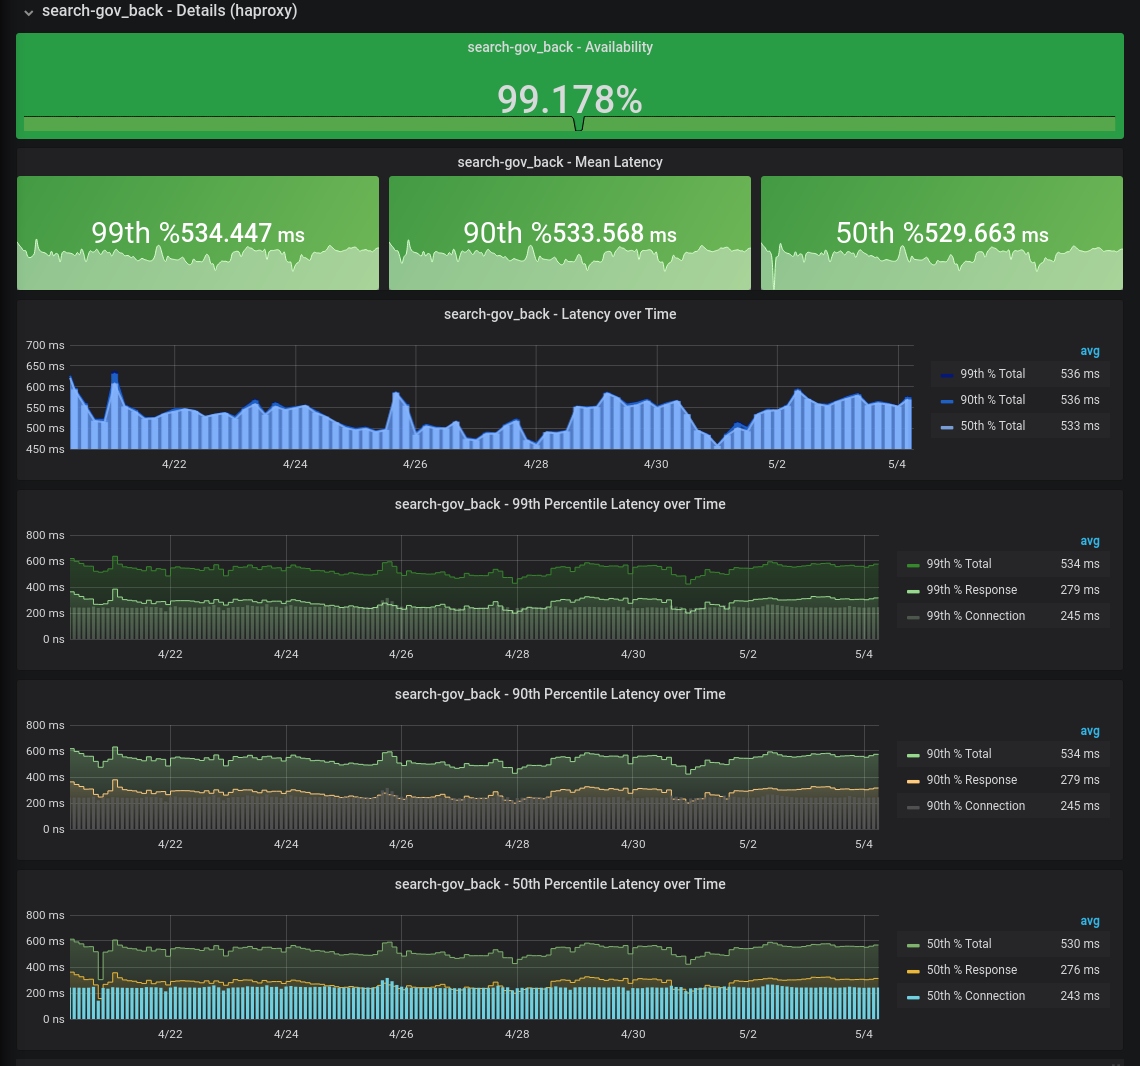 search-gov_back - Details (haproxy)
search-gov_back - Availability
99.178%
search-gov_back - Mean Latency
99th %534.447 ms
90th %533.568 ms
50th %529.663 ms
search-gov_back - Latency over Time
700 ms
650 ms
600 ms
550 ms
500 ms
450 ms
4/22 4/24 4/26 4/28 4/30 5/2 5/4
avg
99th % Total 536 ms
90th % Total 536 ms
50th % Total 533 ms
search-gov_back - 99th Percentile Latency over Time
800 ms
600 ms
400 ms
200 ms
0 ns
4/22 4/24 4/26 4/28 4/30 5/2 5/4
avg
99th % Total 534 ms
99th % Response 279 ms
99th % Connection 245 ms
search-gov_back - 90th Percentile Latency over Time
800 ms
600 ms
400 ms
200 ms
0 ns
4/22 4/24 4/26 4/28 4/30 5/2 5/4
avg
90th % Total 534 ms
90th % Response 279 ms
90th % Connection 245 ms
search-gov_back - 50th Percentile Latency over Time
800 ms
600 ms
400 ms
200 ms
0 ns
4/22 4/24 4/26 4/28 4/30 5/2 5/4
avg
50th % Total 530 ms
50th % Response 276 ms
50th % Connection 243 ms